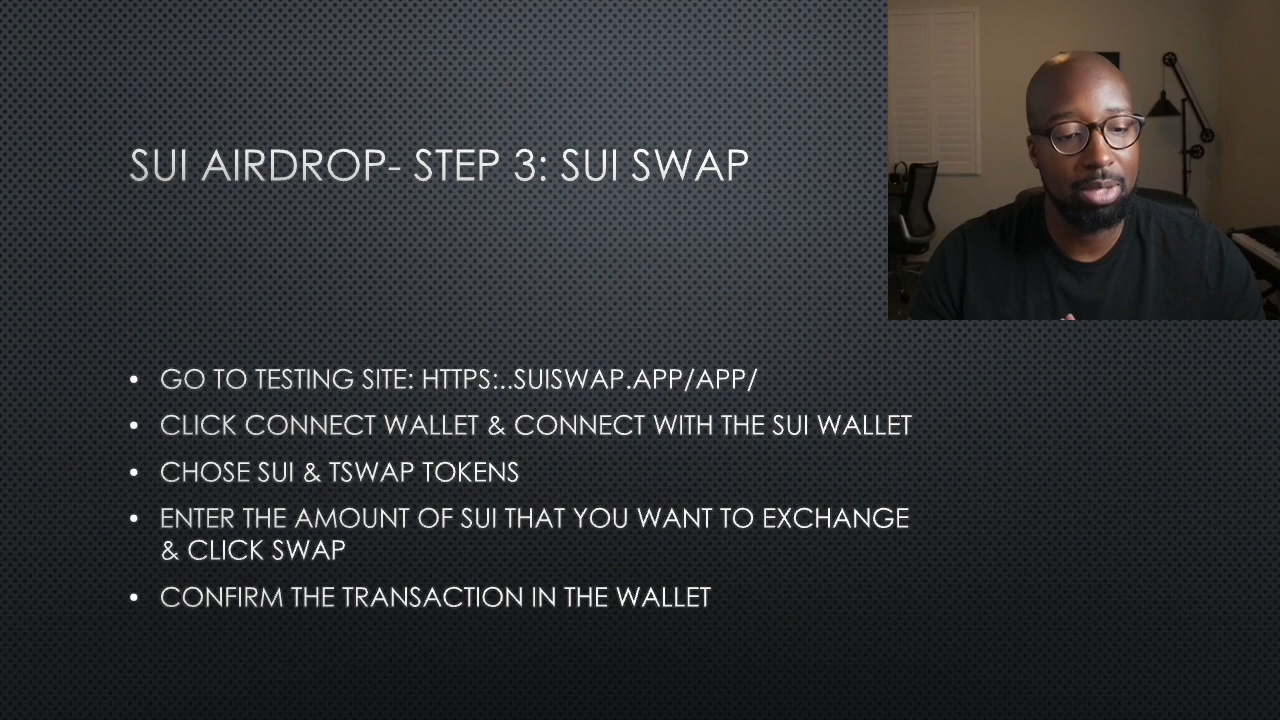 SUI AIRDROP- STEP 3: SUI SWAP
• GO TO TESTING SITE: HTTPS:..SUISWAP.APP/APP/
• CLICK CONNECT WALLET & CONNECT WITH THE SUI WALLET
• CHOSE SUI & TSWAP TOKENS
• ENTER THE AMOUNT OF SUI THAT YOU WANT TO EXCHANGE
& CLICK SWAP
• CONFIRM THE TRANSACTION IN THE WALLET